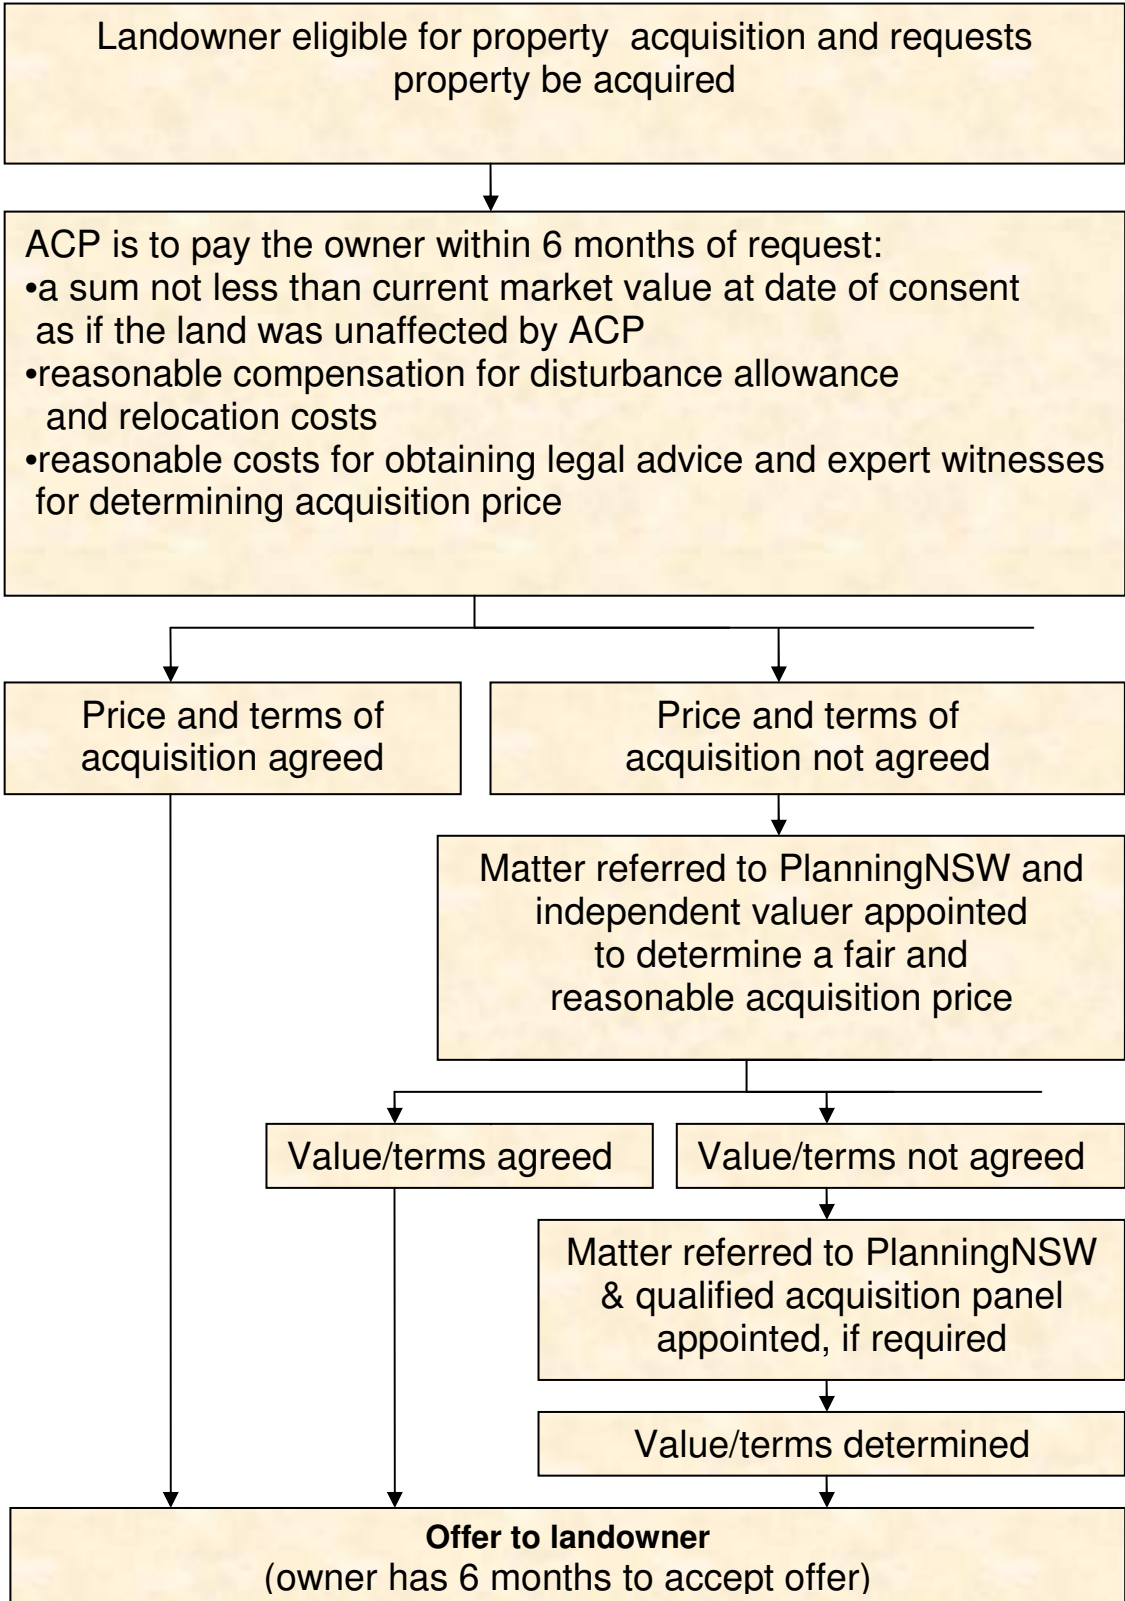 Landowner eligible for property acquisition and requests
property be acquired
ACP is to pay the owner within 6 months of request:
•a sum not less than current market value at date of consent
as if the land was unaffected by ACP
•reasonable compensation for disturbance allowance
and relocation costs
•reasonable costs for obtaining legal advice and expert witnesses
for determining acquisition price
Price and terms of
acquisition agreed
Price and terms of
acquisition not agreed
Matter referred to PlanningNSW and
independent valuer appointed
to determine a fair and
reasonable acquisition price
Value/terms agreed
Value/terms not agreed
Matter referred to PlanningNSW
& qualified acquisition panel
appointed, if required
Value/terms determined
Offer to landowner
(owner has 6 months to accept offer)